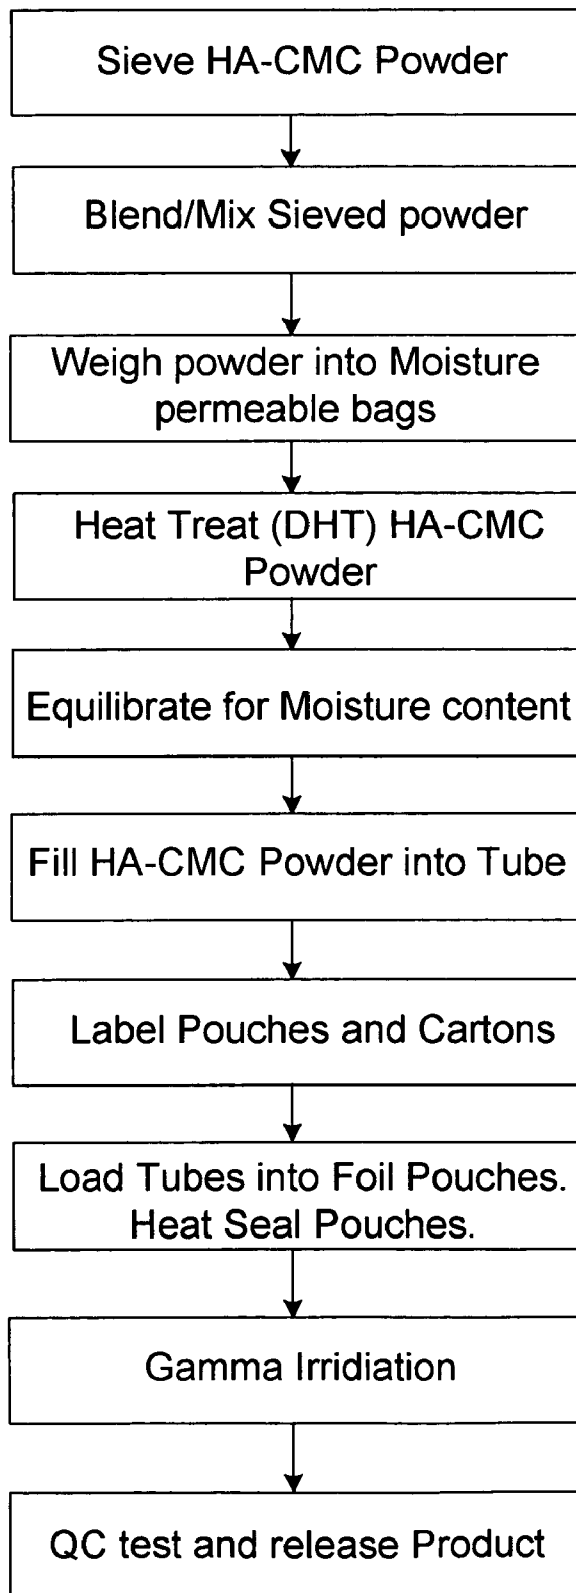 Sieve HA-CMC Powder
Blend/Mix Sieved powder
Weigh powder into Moisture
permeable bags
Heat Treat (DHT) HA-CMC
Powder
Equilibrate for Moisture content
Fill HA-CMC Powder into Tube
Label Pouches and Cartons
Load Tubes into Foil Pouches.
Heat Seal Pouches.
Gamma Irridiation
QC test and release Product